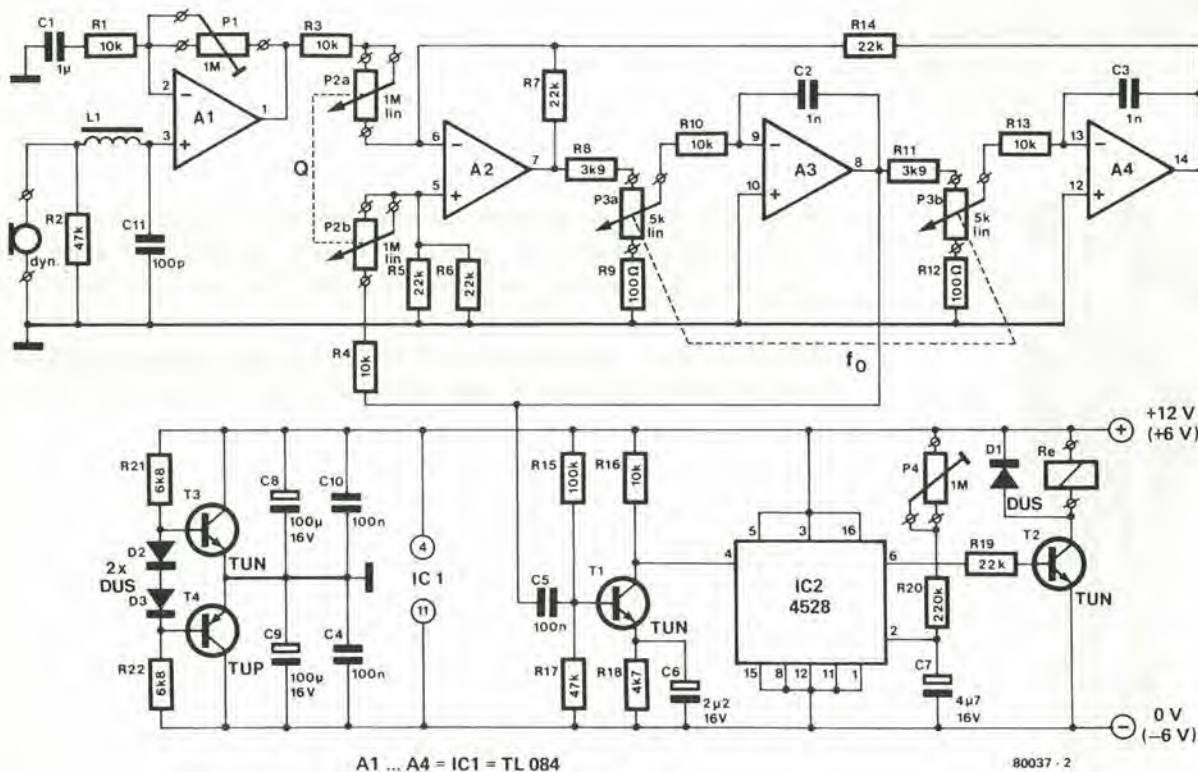 C1
1μ
R1
10k
P1
1M
R3
10k
R14
22k
2
−
A1
1
3
+
L1
R2
47k
C11
100p
dyn.
P2a
1M
lin
Q
P2b
1M
lin
R5
22k
R6
22k
R4
10k
R7
22k
6
−
A2
7
5
+
R8
3k9
P3a
5k
lin
R9
100Ω
R10
10k
C2
1n
9
−
A3
8
10
+
R11
3k9
P3b
5k
lin
R12
100Ω
R13
10k
C3
1n
13
−
A4
14
12
+
f0
+
+12 V
(+6 V)
R21
6k8
T3
TUN
D2
2x
DUS
D3
T4
TUP
R22
6k8
C8
100μ
16V
C10
100n
C9
100μ
16V
C4
100n
4
IC 1
11
C5
100n
R15
100k
R16
10k
T1
TUN
R17
47k
R18
4k7
C6
2μ2
16V
5
3
16
4
6
IC2
4528
2
15
8
12
11
1
P4
1M
R19
22k
R20
220k
C7
4μ7
16V
D1
DUS
Re
T2
TUN
−
0 V
(−6 V)
A1 ... A4 = IC1 = TL 084
80037 - 2